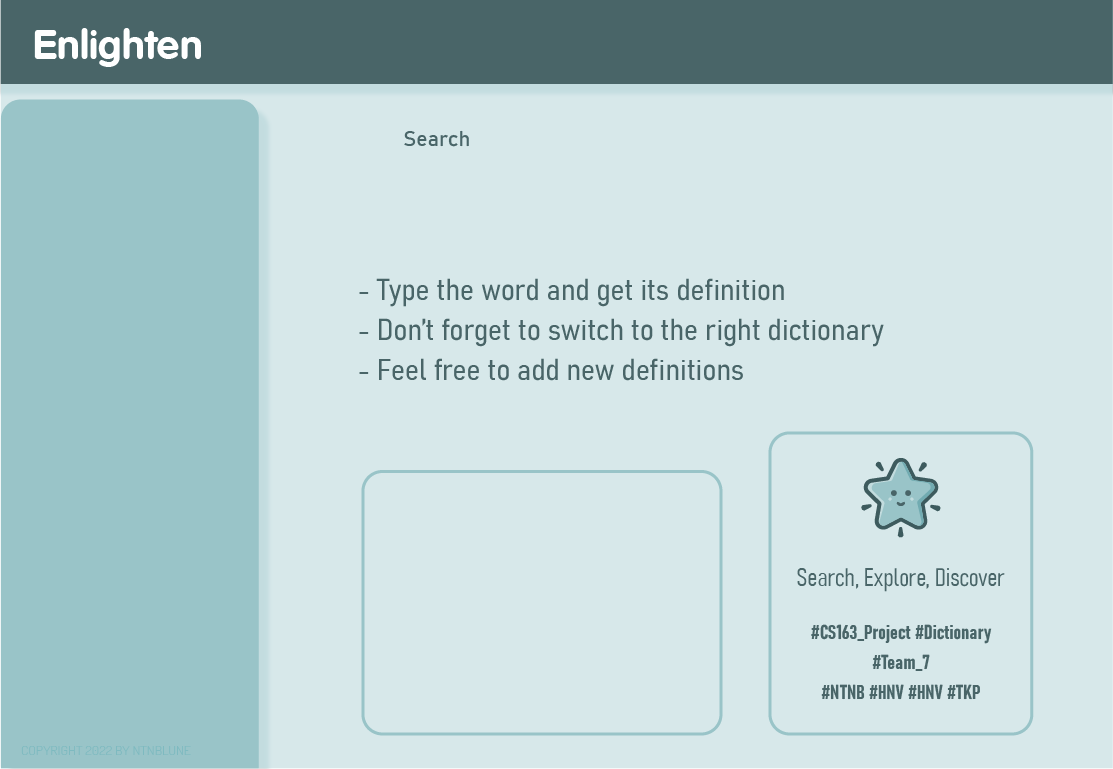 Enlighten
Search
- Type the word and get its definition
- Don't forget to switch to the right dictionary
- Feel free to add new definitions
Search, Explore, Discover
#CS163_Project #Dictionary
#Team_7
#NTNB #HNV #HNV #TKP
COPYRIGHT 2022 BY NTNBLUNE